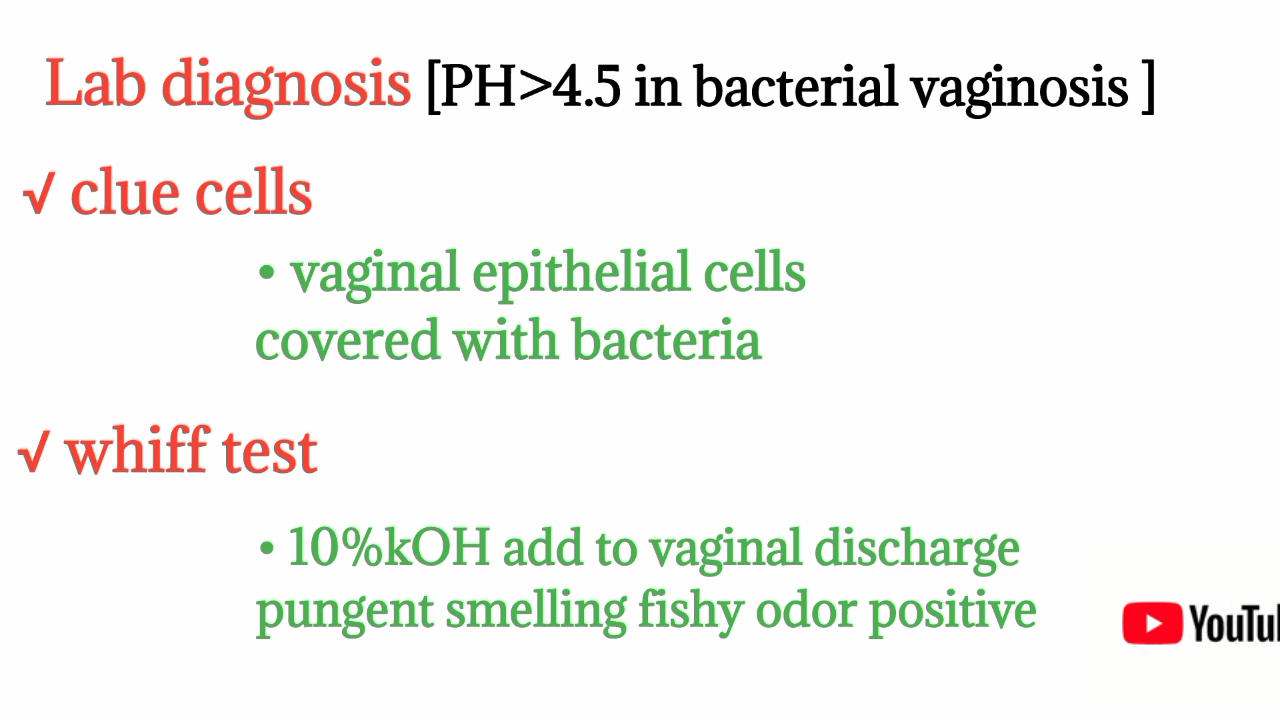 Lab diagnosis [PH>4.5 in bacterial vaginosis ]
√ clue cells
• vaginal epithelial cells
covered with bacteria
√ whiff test
• 10%kOH add to vaginal discharge
pungent smelling fishy odor positive
YouTu